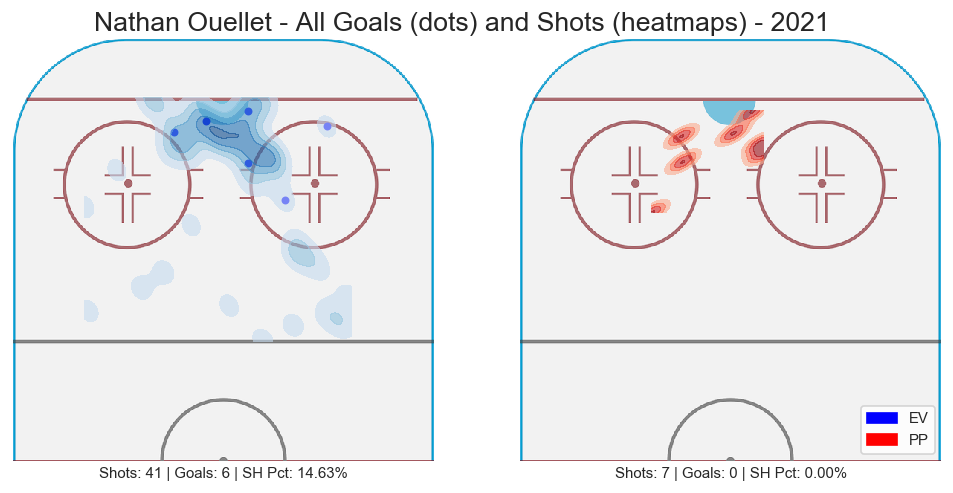 Nathan Ouellet - All Goals (dots) and Shots (heatmaps) - 2021
EV
PP
Shots: 41 | Goals: 6 | SH Pct: 14.63%
Shots: 7 | Goals: 0 | SH Pct: 0.00%